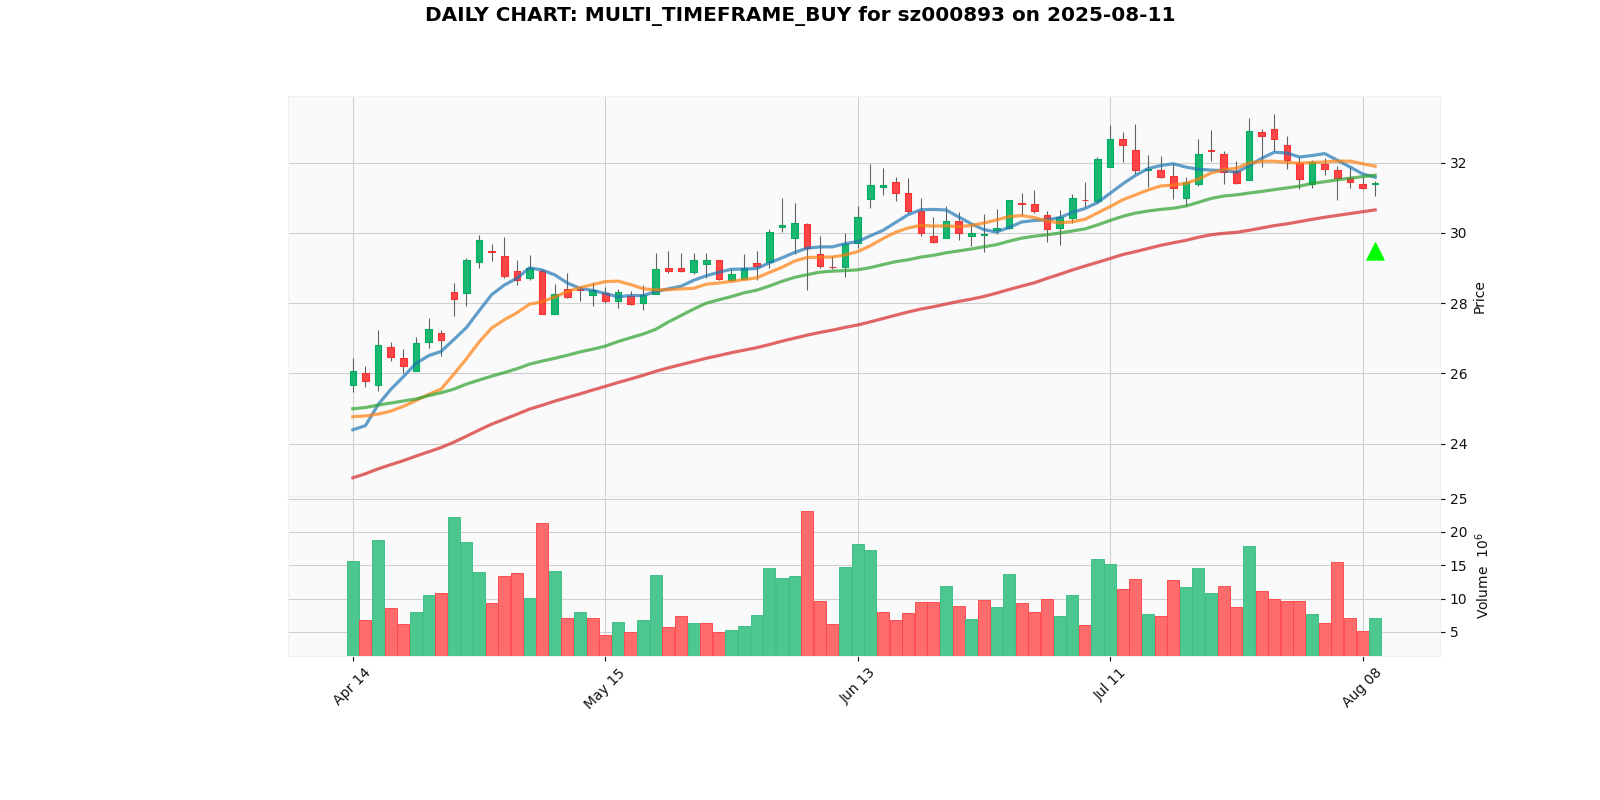 DAILY CHART: MULTI_TIMEFRAME_BUY for sz000893 on 2025-08-11
32
30
28
26
24
Price
25
20
15
10
5
Volume 10^6
Apr 14
May 15
Jun 13
Jul 11
Aug 08